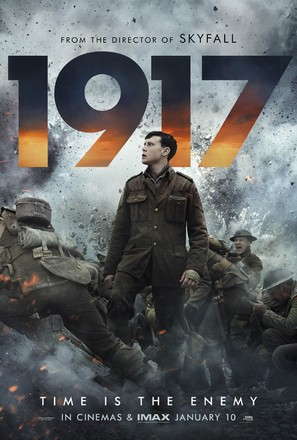 FROM THE DIRECTOR OF SKYFALL
1917
TIME IS THE ENEMY
IN CINEMAS & IMAX JANUARY 10